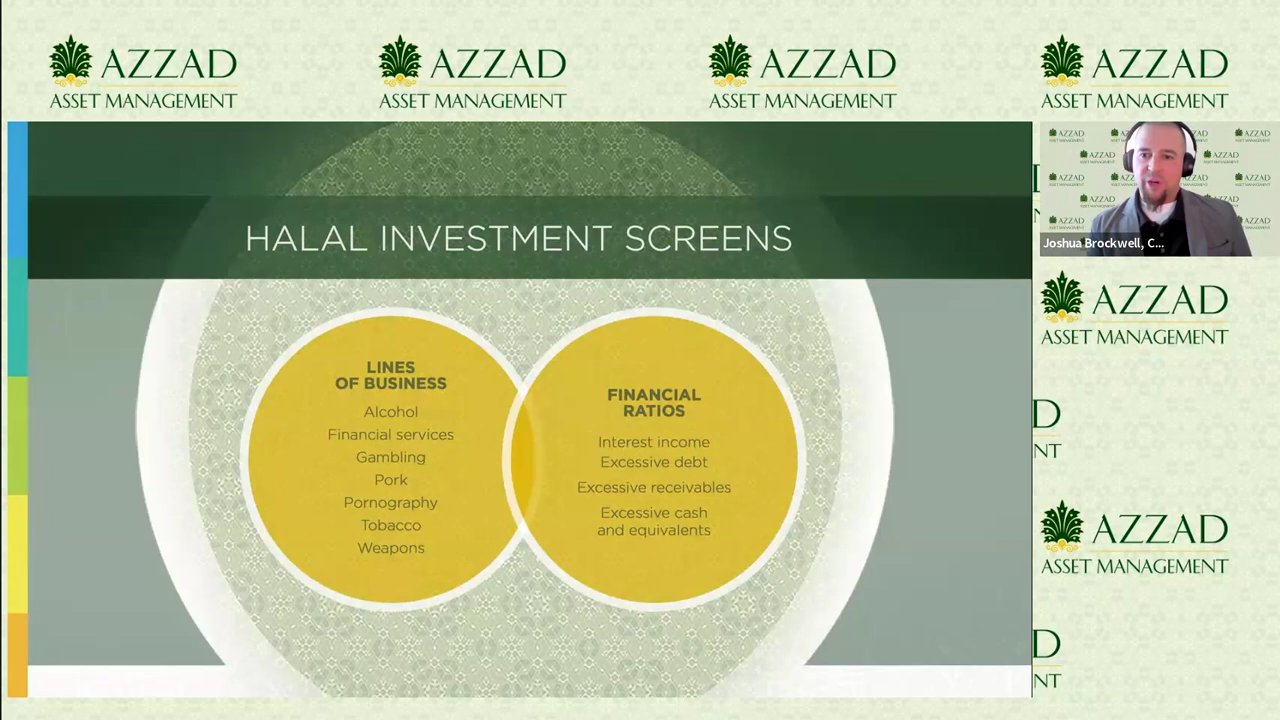 AZZAD
ASSET MANAGEMENT
AZZAD
ASSET MANAGEMENT
AZZAD
ASSET MANAGEMENT
AZZAD
ASSET MANAGEMENT
HALAL INVESTMENT SCREENS
LINES
OF BUSINESS
Alcohol
Financial services
Gambling
Pork
Pornography
Tobacco
Weapons
FINANCIAL
RATIOS
Interest income
Excessive debt
Excessive receivables
Excessive cash
and equivalents
Joshua Brockwell, C...
AZZAD
ASSET MANAGEMENT
D
NT
AZZAD
ASSET MANAGEMENT
D
NT